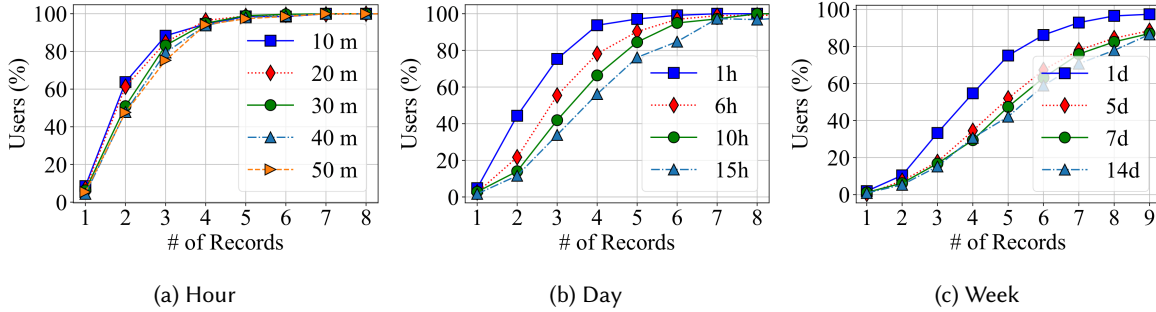 Users (%)
100
80
60
40
20
0
1 2 3 4 5 6 7 8
# of Records
10 m
20 m
30 m
40 m
50 m
(a) Hour
Users (%)
100
80
60
40
20
0
1 2 3 4 5 6 7 8
# of Records
1h
6h
10h
15h
(b) Day
Users (%)
100
80
60
40
20
0
1 2 3 4 5 6 7 8 9
# of Records
1d
5d
7d
14d
(c) Week